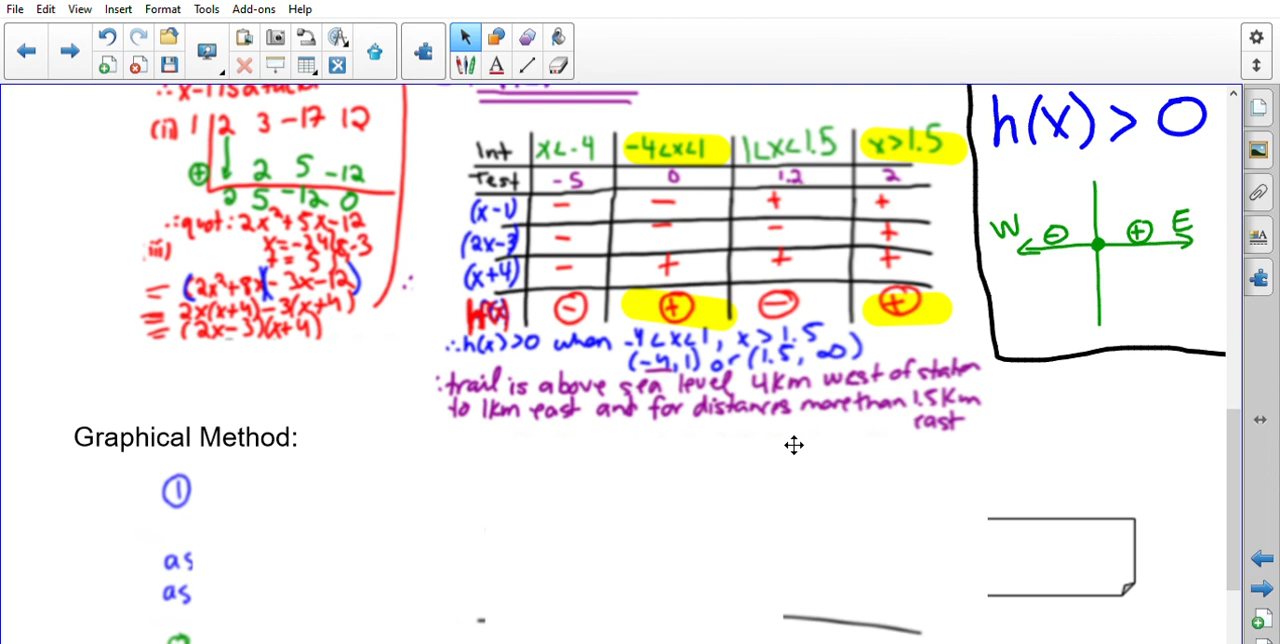 File Edit View Insert Format Tools Add-ons Help
(i) 1 2 3 -17 12
+ 2 5 -12
2 5 -12 0
∴quot: 2x²+5x-12
iii)
= (2x²+8x)(-3x-12)
= 2x(x+4)-3(x+4)
= (2x-3)(x+4)
Int x<-4 -4<x<1 1<x<1.5 x>1.5
Test -5 0 1.2 2
(x-1) - - + +
(2x-3 - - - +
(x+4) - + + +
h(x) - + - +
∴h(x)>0 when -4<x<1, x>1.5
(-4,1) or (1.5, ∞)
∴trail is above sea level 4km west of station
to 1km east and for distances more than 1.5km
east
h(x) > 0
W - + E
Graphical Method:
1
as
as